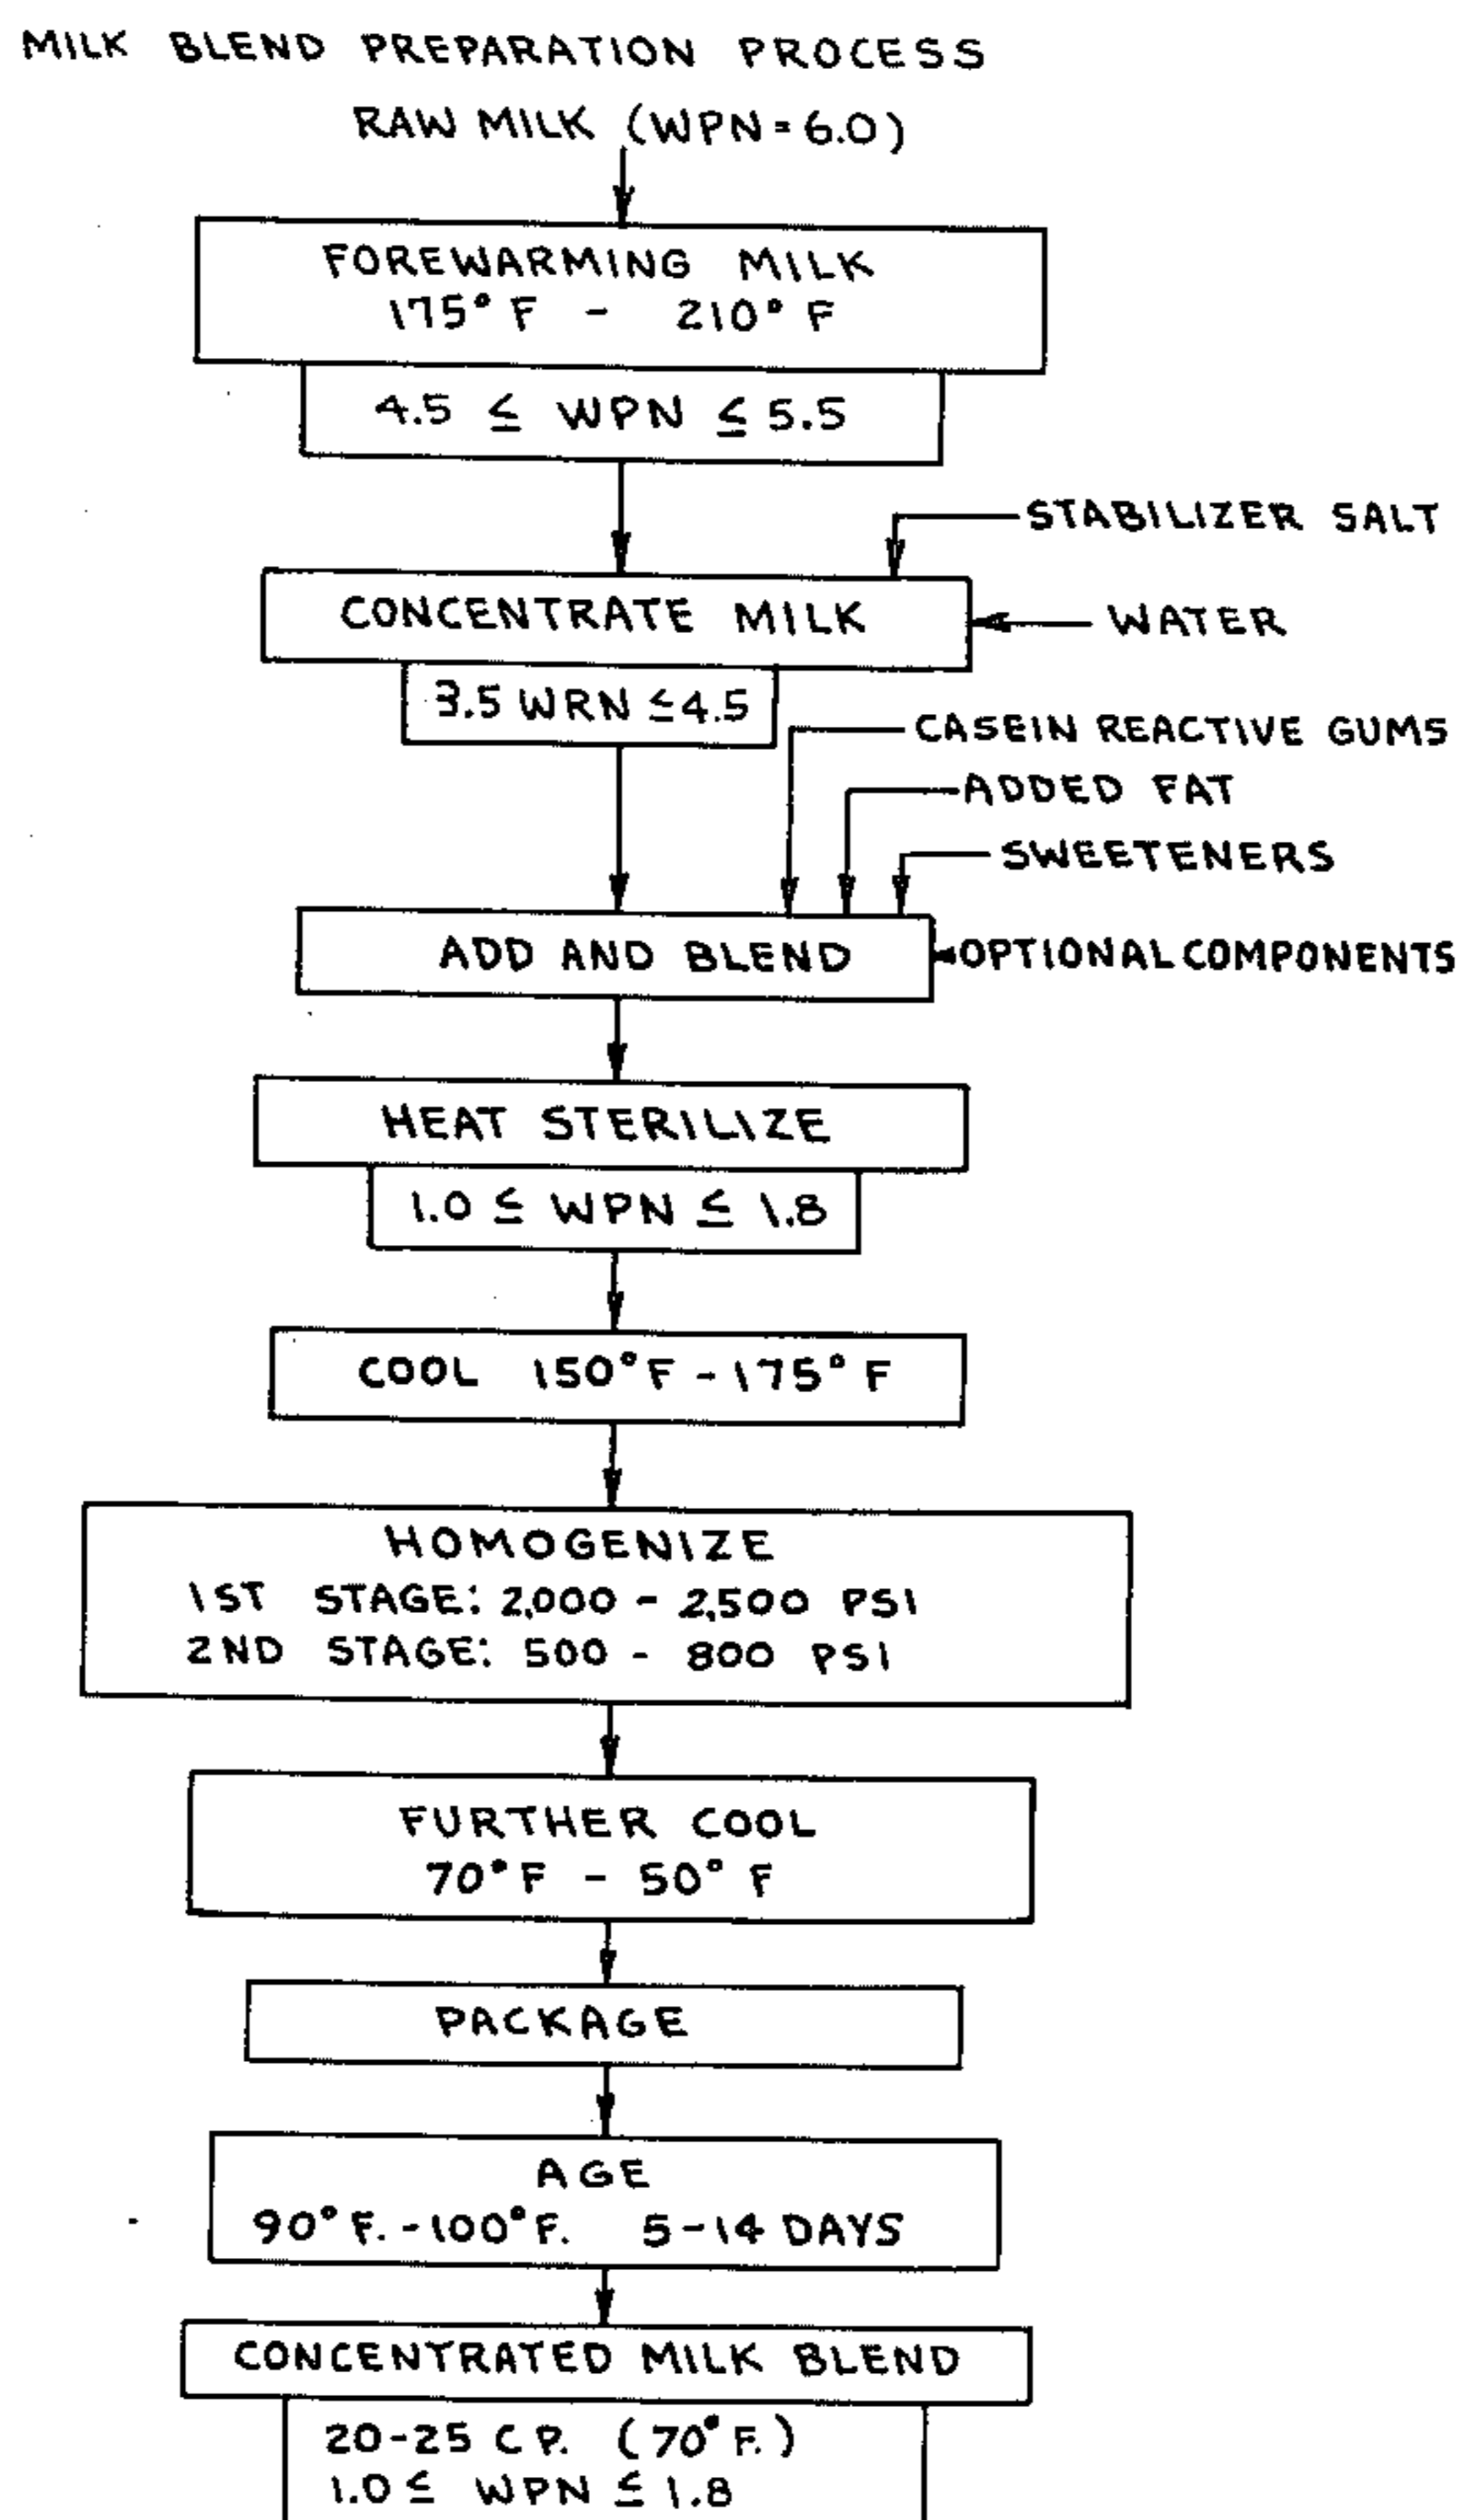 MILK BLEND PREPARATION PROCESS
RAW MILK (WPN=6.0)
FOREWARMING MILK
175°F - 210°F
4.5 ≤ WPN ≤ 5.5
STABILIZER SALT
CONCENTRATE MILK
WATER
3.5 WRN ≤4.5
CASEIN REACTIVE GUMS
ADDED FAT
SWEETENERS
ADD AND BLEND
OPTIONAL COMPONENTS
HEAT STERILIZE
1.0 ≤ WPN ≤ 1.8
COOL 150°F-175°F
HOMOGENIZE
1ST STAGE: 2,000 - 2,500 PSI
2ND STAGE: 500 - 800 PSI
FURTHER COOL
70°F - 50°F
PACKAGE
AGE
90°F.-100°F. 5-14 DAYS
CONCENTRATED MILK BLEND
20-25 C P. (70°F.)
1.0 ≤ WPN ≤ 1.8